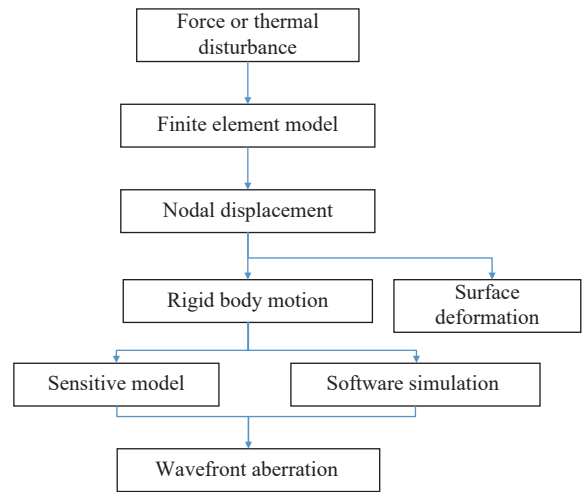 Force or thermal
disturbance
Finite element model
Nodal displacement
Rigid body motion
Surface
deformation
Sensitive model
Software simulation
Wavefront aberration